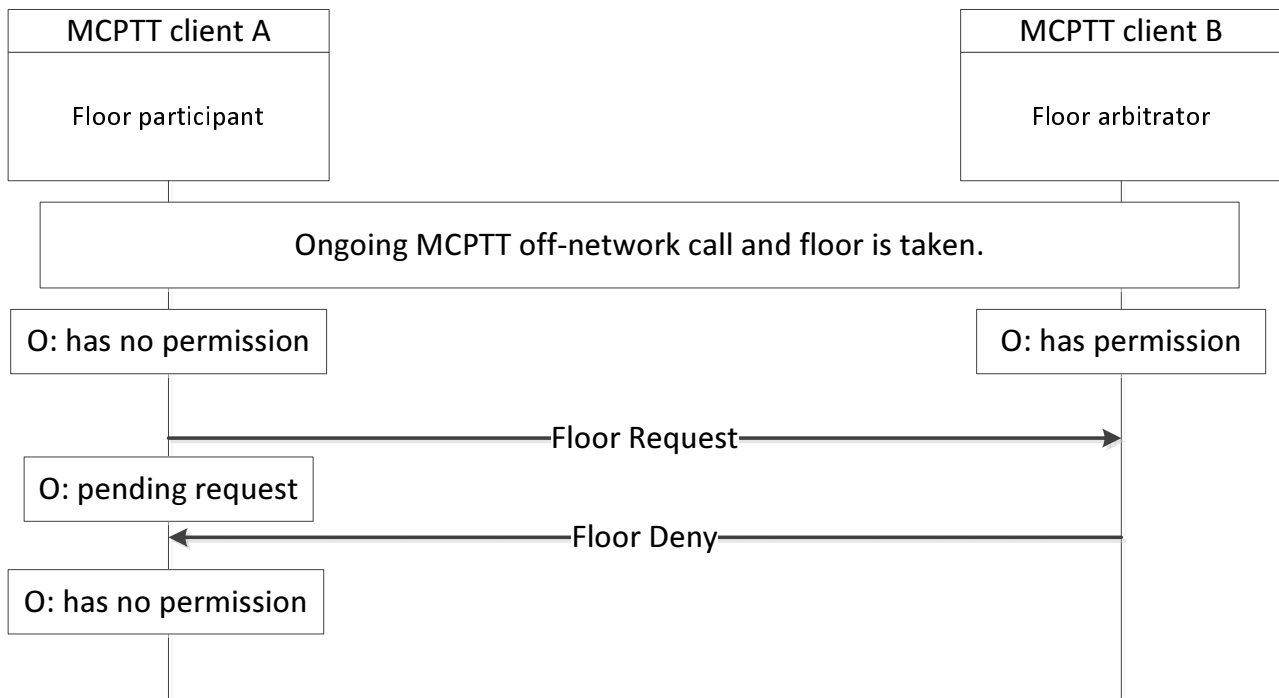 MCPTT client A
MCPTT client B
Floor participant
Floor arbitrator
Ongoing MCPTT off-network call and floor is taken.
O: has no permission
O: has permission
Floor Request
O: pending request
Floor Deny
O: has no permission